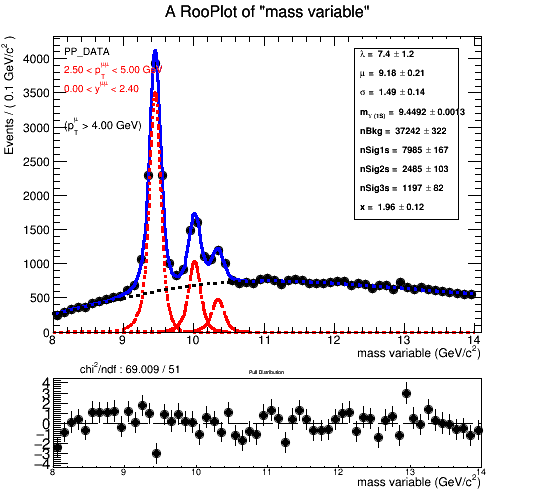 A RooPlot of "mass variable"
Events / ( 0.1 GeV/c² )
4000
3500
3000
2500
2000
1500
1000
500
0
PP_DATA
2.50 < p_T^μμ < 5.00 GeV
0.00 < y^μμ < 2.40
(p_T^μ > 4.00 GeV)
λ = 7.4 ± 1.2
μ = 9.18 ± 0.21
σ = 1.49 ± 0.14
m_Υ (1S) = 9.4492 ± 0.0013
nBkg = 37242 ± 322
nSig1s = 7985 ± 167
nSig2s = 2485 ± 103
nSig3s = 1197 ± 82
x = 1.96 ± 0.12
8 9 10 11 12 13 14
mass variable (GeV/c²)
chi²/ndf : 69.009 / 51
Pull Distribution
4
3
2
1
0
−1
−2
−3
−4
8 9 10 11 12 13 14
mass variable (GeV/c²)